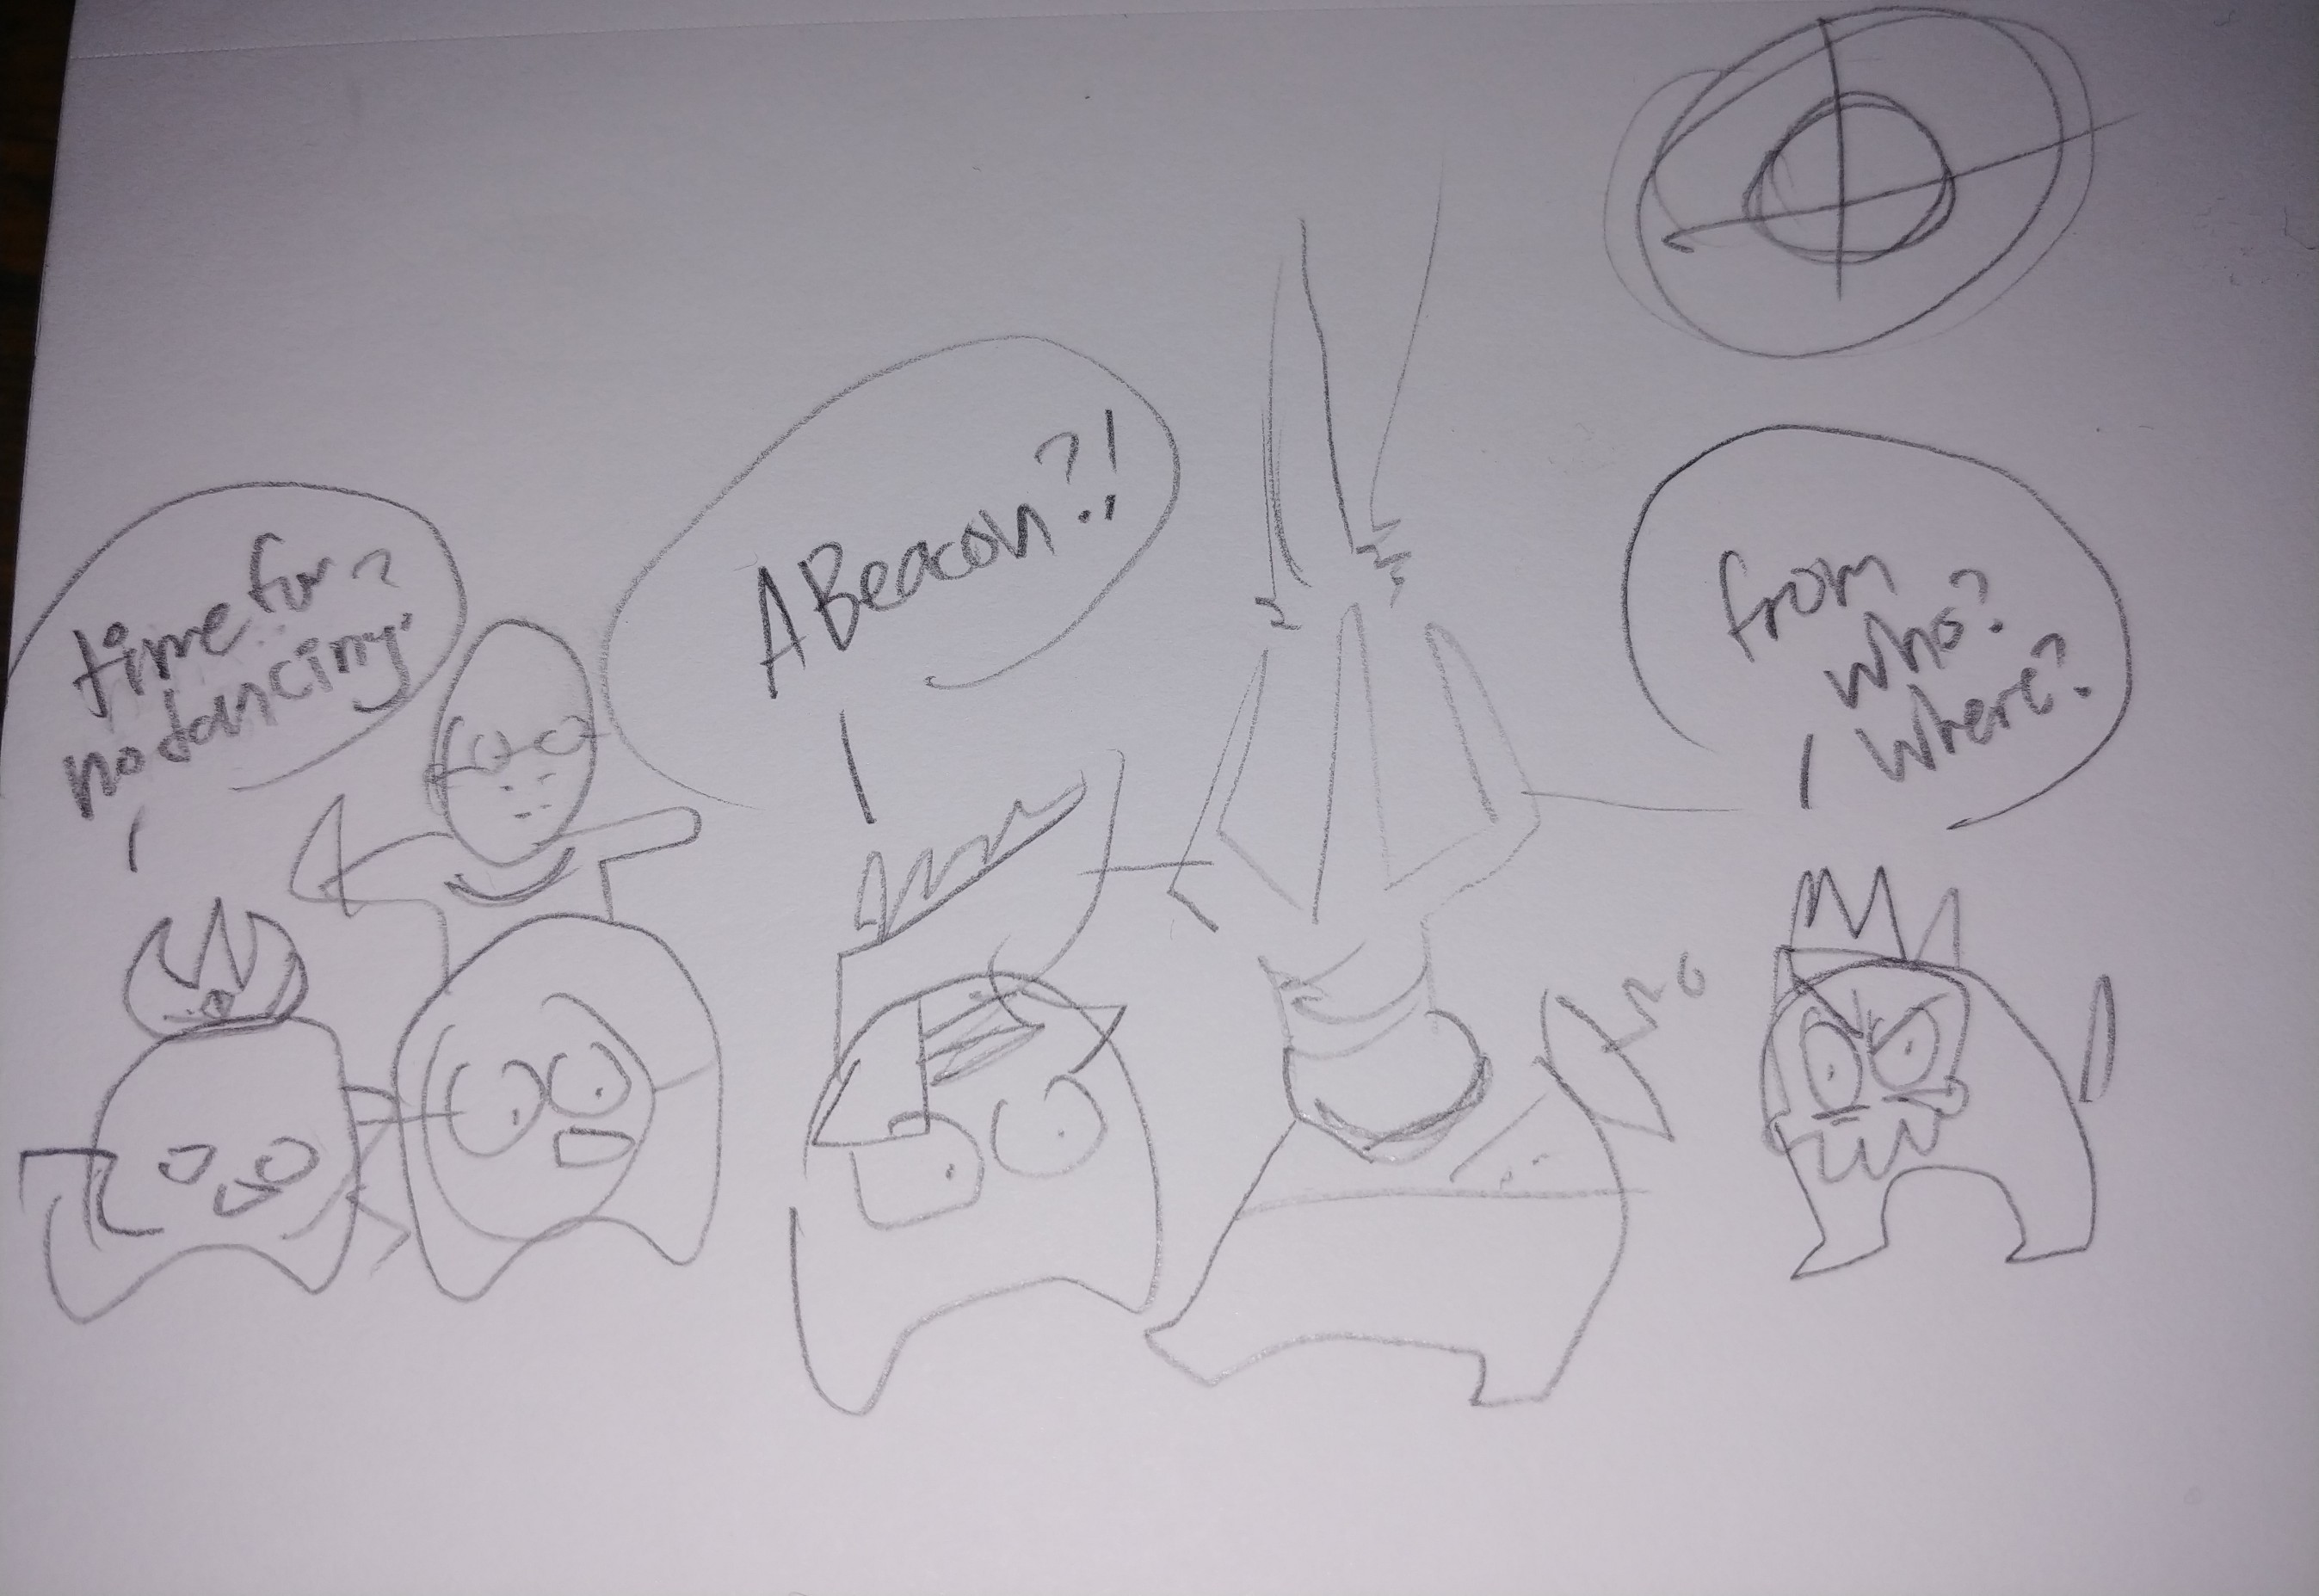 time for
no dancing?
A Beacon?!
from
who?
where?